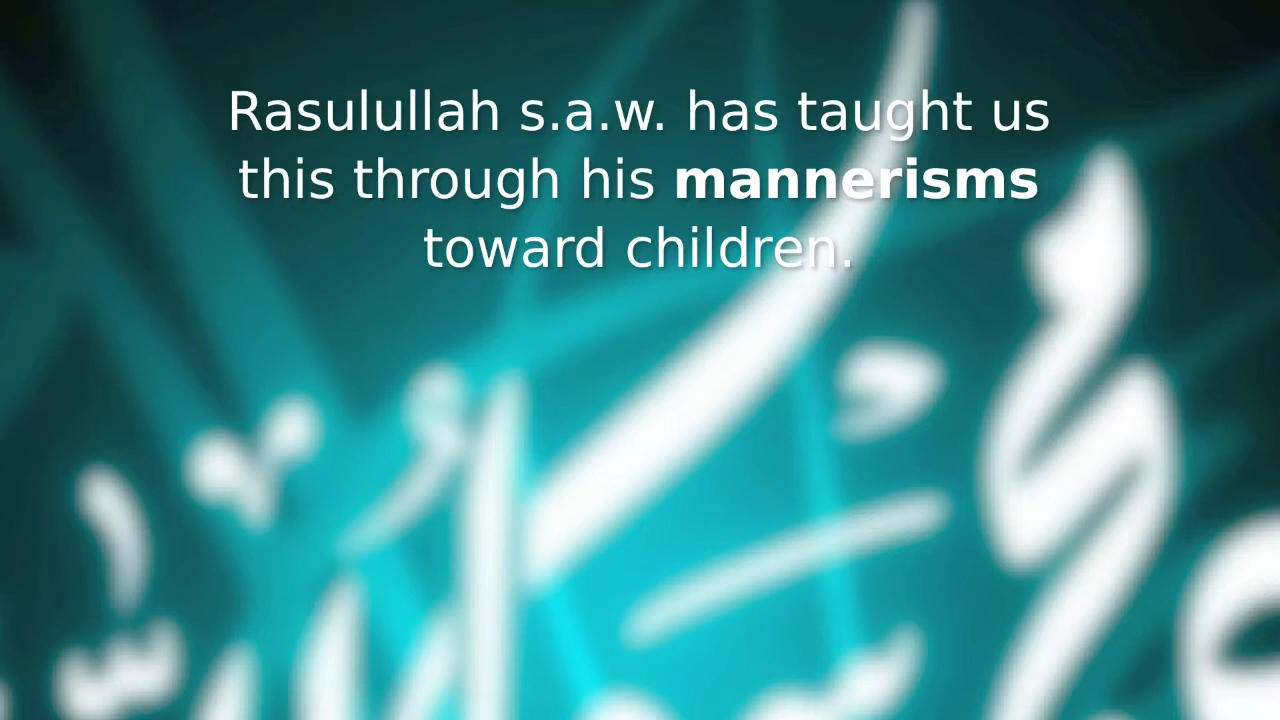 Rasulullah s.a.w. has taught us
this through his mannerisms
toward children.